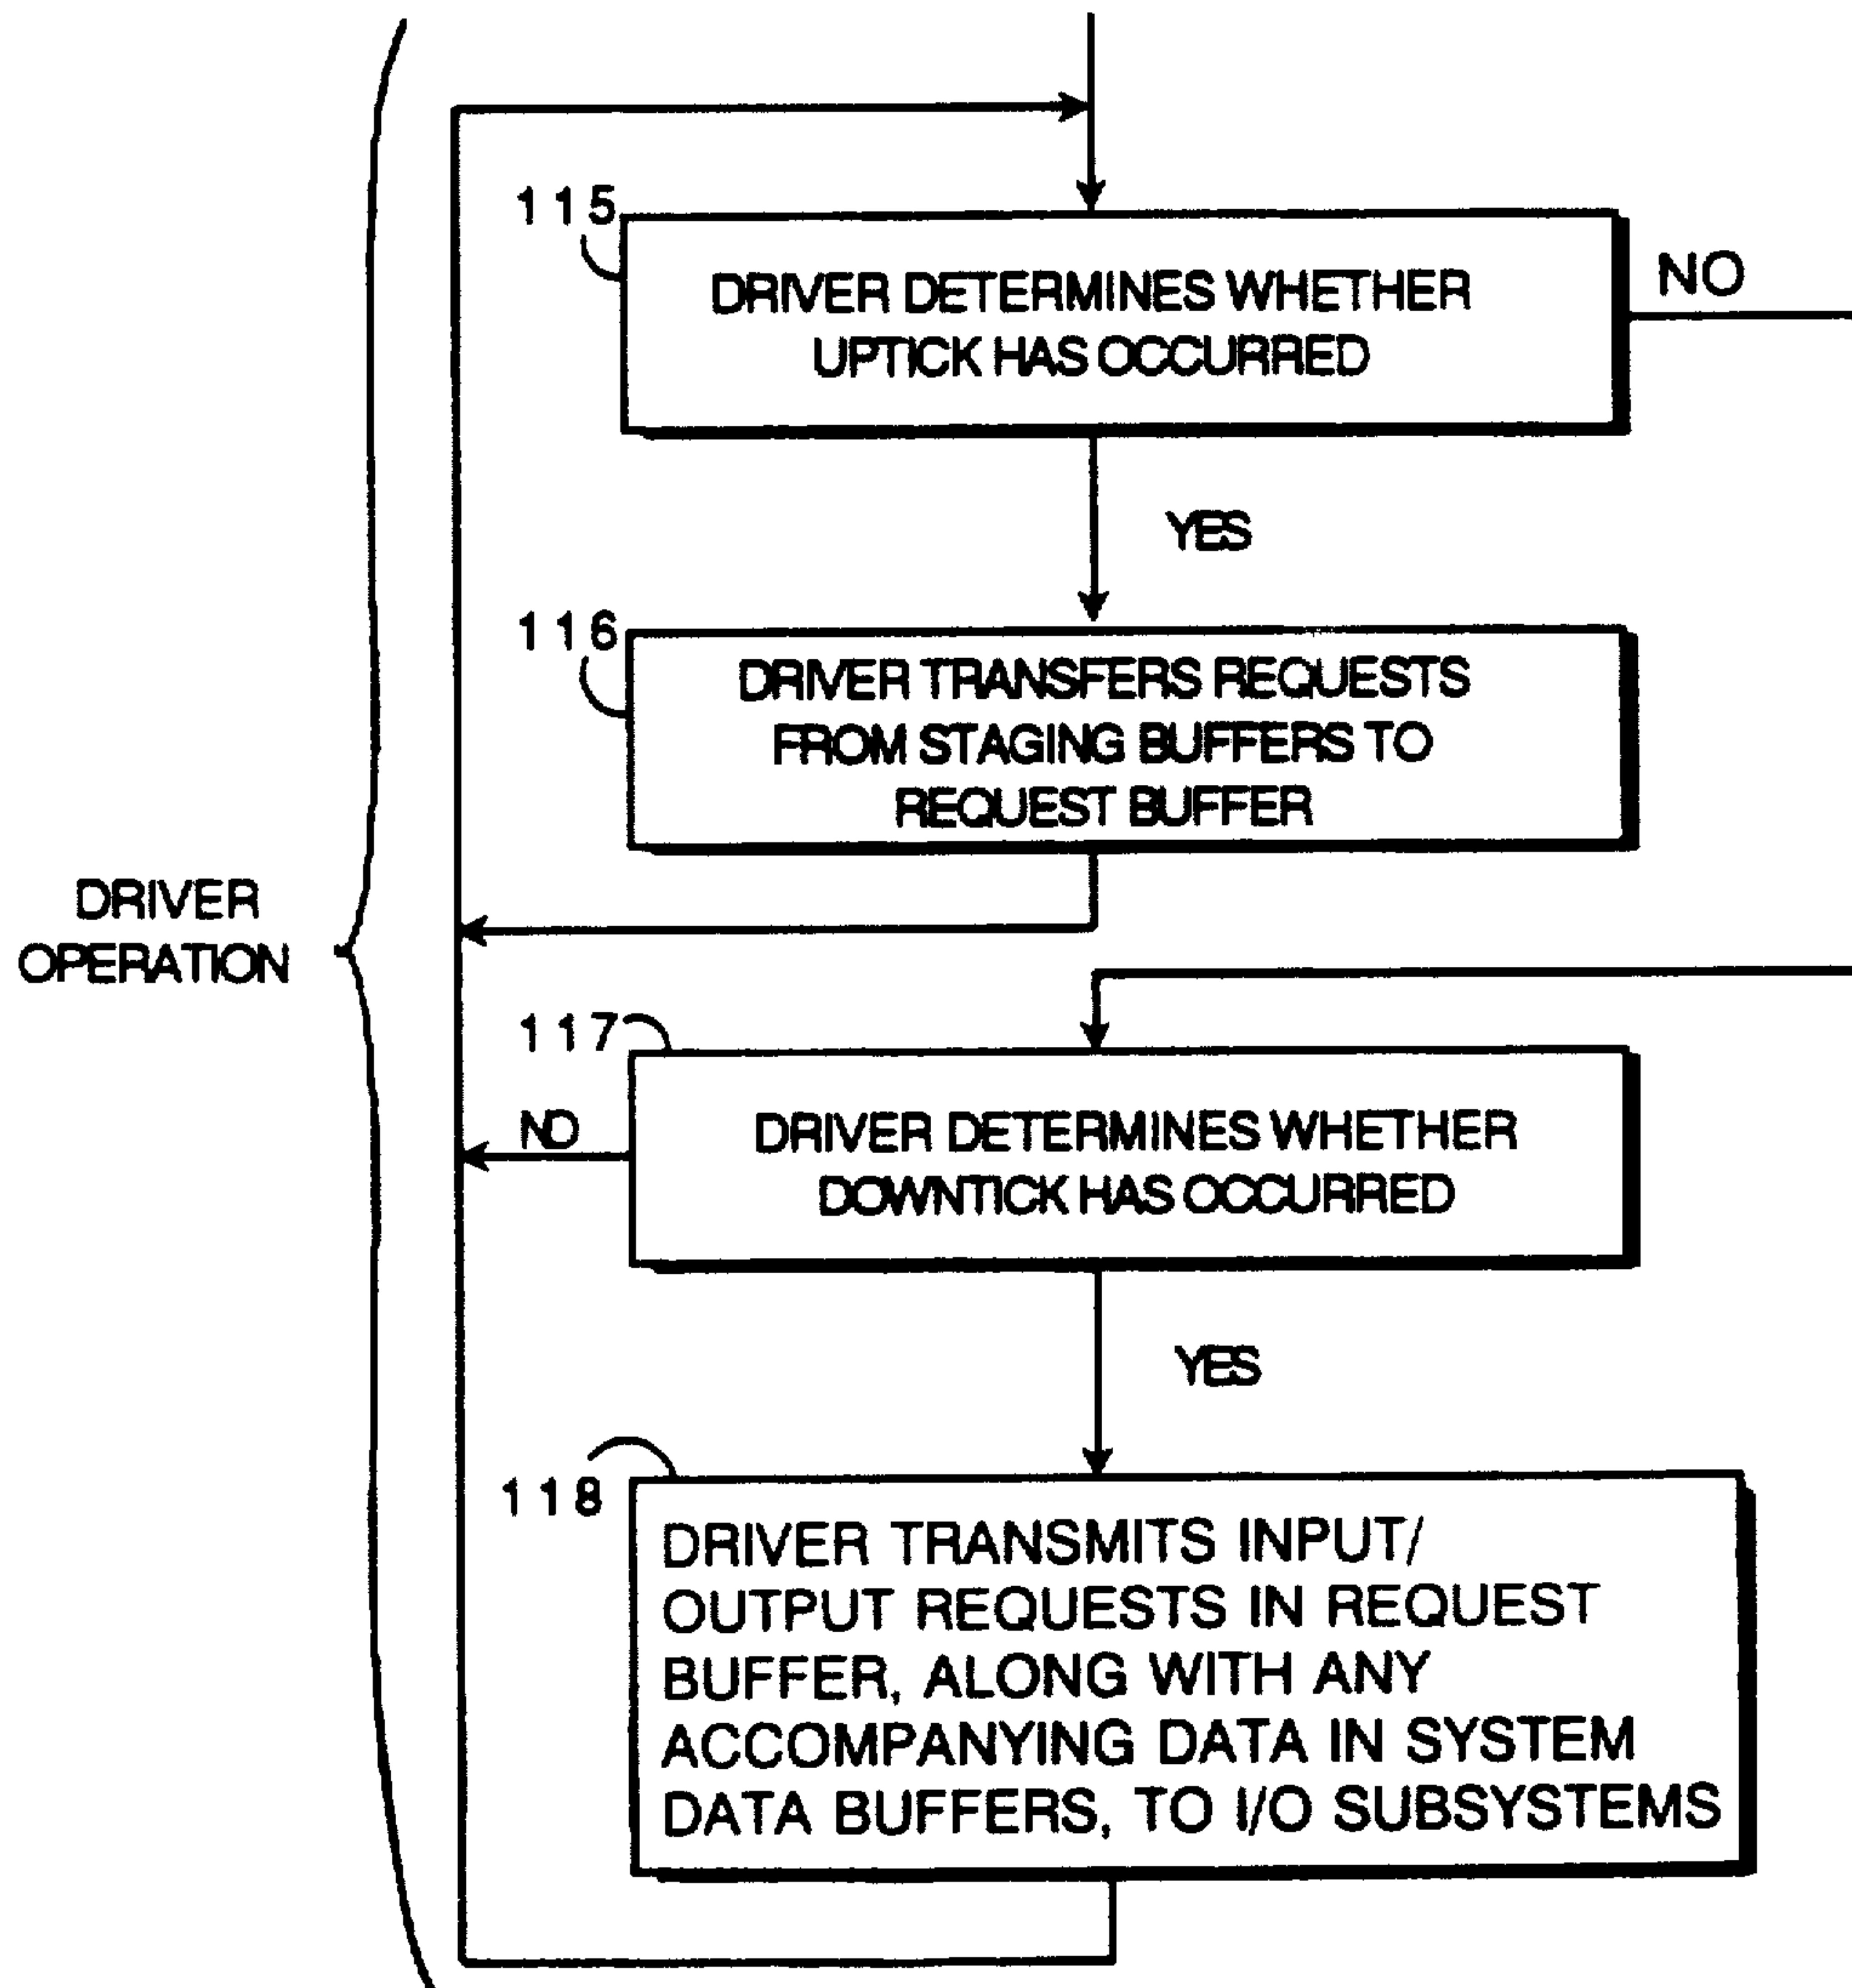 115
DRIVER DETERMINES WHETHER
UPTICK HAS OCCURRED
NO
YES
116
DRIVER TRANSFERS REQUESTS
FROM STAGING BUFFERS TO
REQUEST BUFFER
DRIVER
OPERATION
117
NO
DRIVER DETERMINES WHETHER
DOWNTICK HAS OCCURRED
YES
118
DRIVER TRANSMITS INPUT/
OUTPUT REQUESTS IN REQUEST
BUFFER, ALONG WITH ANY
ACCOMPANYING DATA IN SYSTEM
DATA BUFFERS, TO I/O SUBSYSTEMS